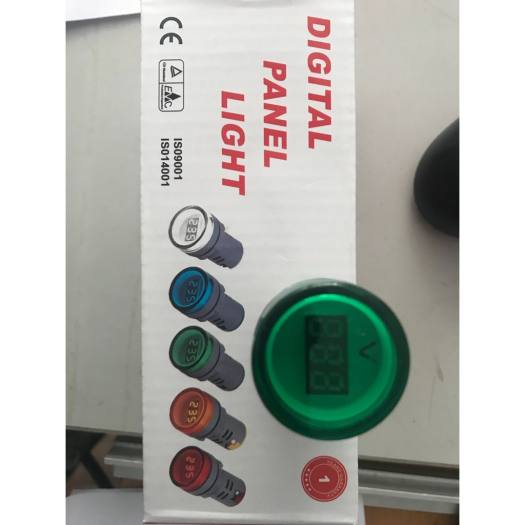 DIGITAL
PANEL
LIGHT
CE
EMC
ISO9001
ISO14001
235
235
235
235
235
1
888
V